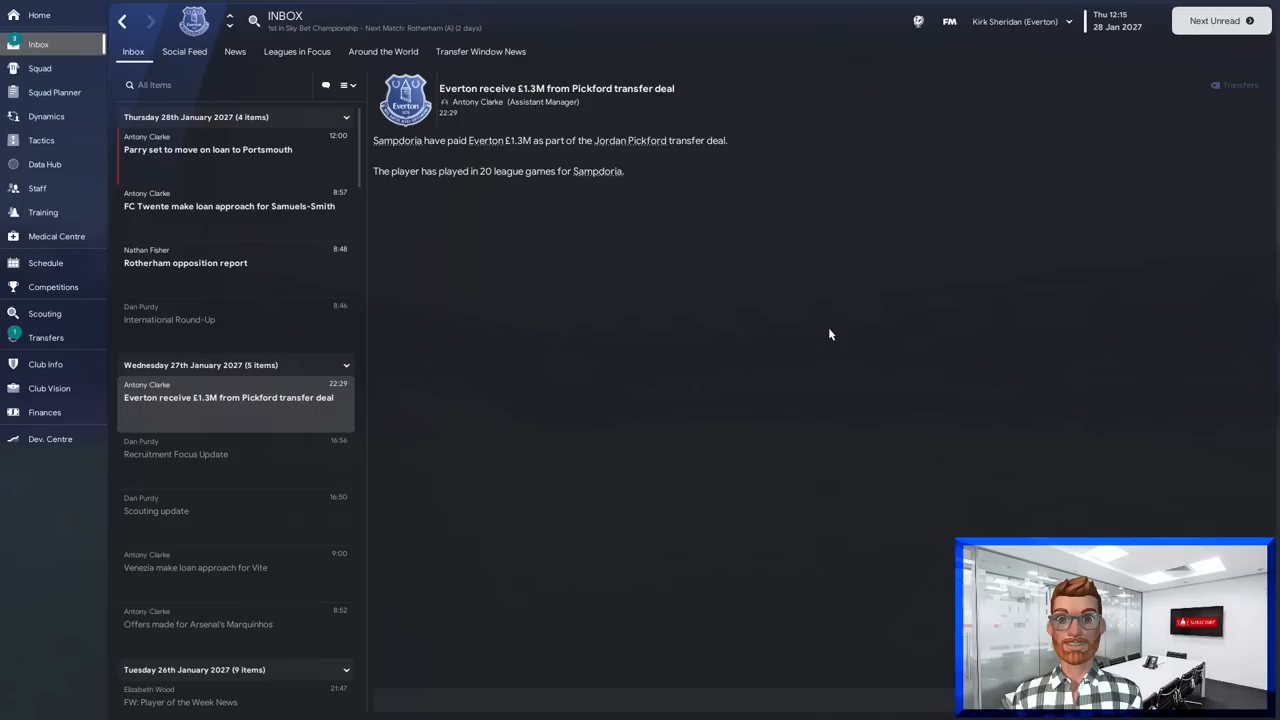 Home
3
Inbox
Squad
Squad Planner
Dynamics
Tactics
Data Hub
Staff
Training
Medical Centre
Schedule
Competitions
Scouting
1
Transfers
Club Info
Club Vision
Finances
Dev. Centre
INBOX
1st in Sky Bet Championship - Next Match: Rotherham (A) (2 days)
FM
Kirk Sheridan (Everton)
Thu 12:15
28 Jan 2027
Next Unread
Inbox
Social Feed
News
Leagues in Focus
Around the World
Transfer Window News
All Items
Thursday 28th January 2027 (4 items)
Antony Clarke 12:00
Parry set to move on loan to Portsmouth
Antony Clarke 8:57
FC Twente make loan approach for Samuels-Smith
Nathan Fisher 8:48
Rotherham opposition report
Dan Purdy 8:46
International Round-Up
Wednesday 27th January 2027 (5 items)
Antony Clarke 22:29
Everton receive £1.3M from Pickford transfer deal
Dan Purdy 16:56
Recruitment Focus Update
Dan Purdy 16:50
Scouting update
Antony Clarke 9:00
Venezia make loan approach for Vite
Antony Clarke 8:52
Offers made for Arsenal's Marquinhos
Tuesday 26th January 2027 (9 items)
Elizabeth Wood 21:47
FW: Player of the Week News
Everton
Everton receive £1.3M from Pickford transfer deal
Antony Clarke (Assistant Manager)
22:29
Transfers
Sampdoria have paid Everton £1.3M as part of the Jordan Pickford transfer deal.
The player has played in 20 league games for Sampdoria.
SUBSCRIBE